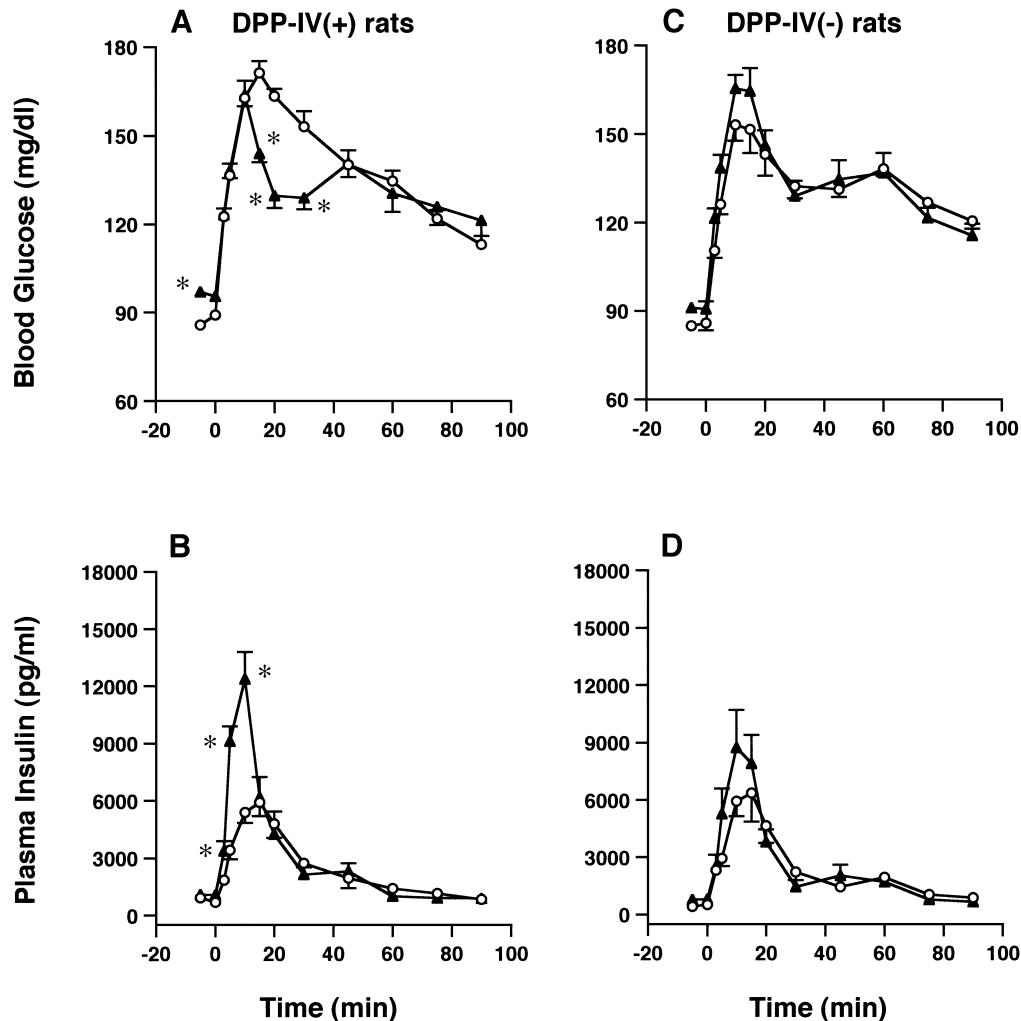 A DPP-IV(+) rats
180
150
120
90
60
-20 0 20 40 60 80 100
Blood Glucose (mg/dl)
*
*
*
*
C DPP-IV(-) rats
180
150
120
90
60
-20 0 20 40 60 80 100
B
18000
15000
12000
9000
6000
3000
0
-20 0 20 40 60 80 100
Plasma Insulin (pg/ml)
Time (min)
*
*
*
D
18000
15000
12000
9000
6000
3000
0
-20 0 20 40 60 80 100
Time (min)